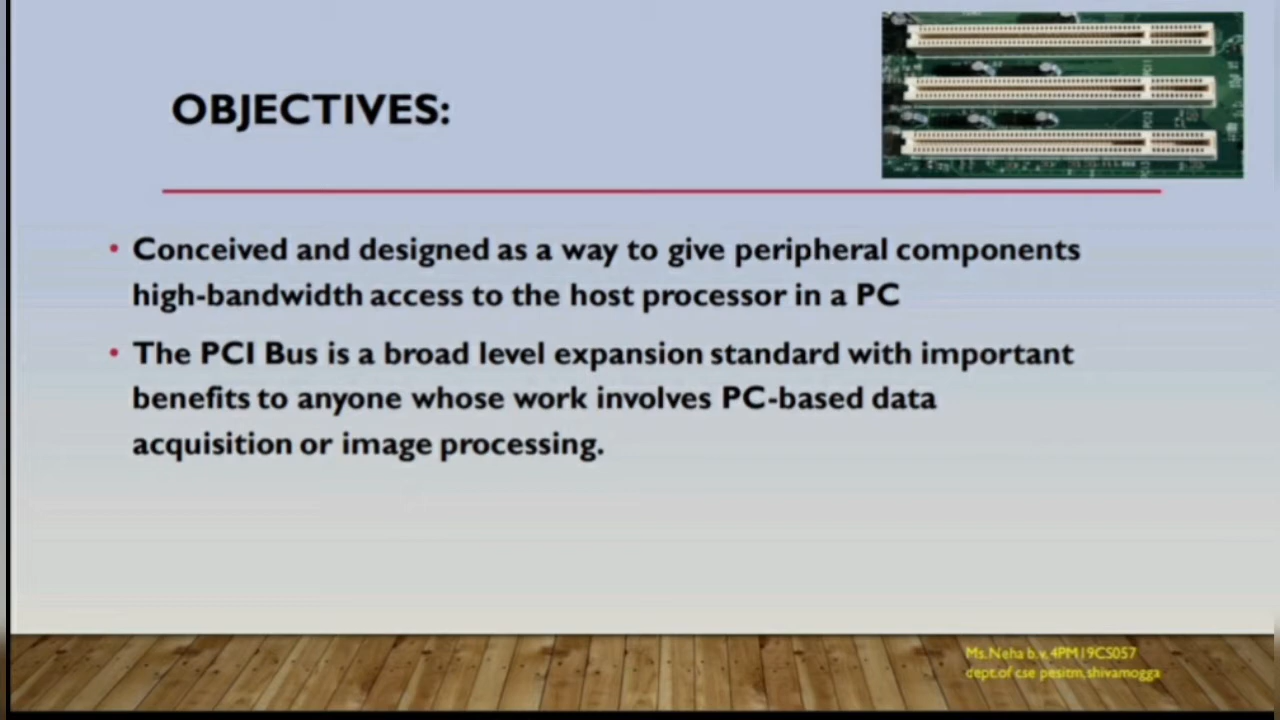 OBJECTIVES:
• Conceived and designed as a way to give peripheral components
high-bandwidth access to the host processor in a PC
• The PCI Bus is a broad level expansion standard with important
benefits to anyone whose work involves PC-based data
acquisition or image processing.
Ms.Neha b.v.4PM19CS057
dept.of cse pesitm,shivamogga